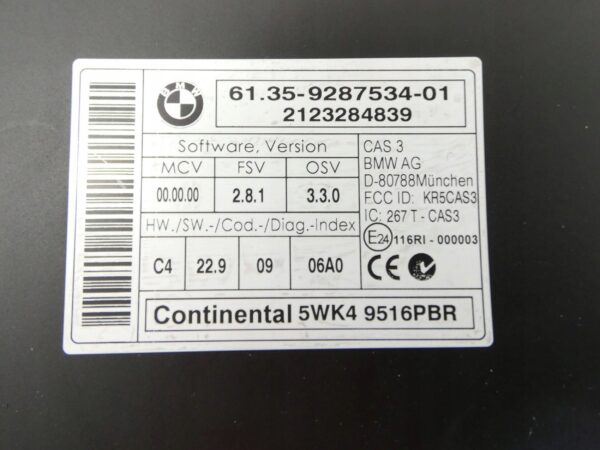 BMW
61.35-9287534-01
2123284839
Software, Version
MCV FSV OSV
00.00.00 2.8.1 3.3.0
HW./SW.-/Cod.-/Diag.-Index
C4 22.9 09 06A0
CAS 3
BMW AG
D-80788München
FCC ID: KR5CAS3
IC: 267 T - CAS3
E24 116RI - 000003
CE
Continental 5WK4 9516PBR